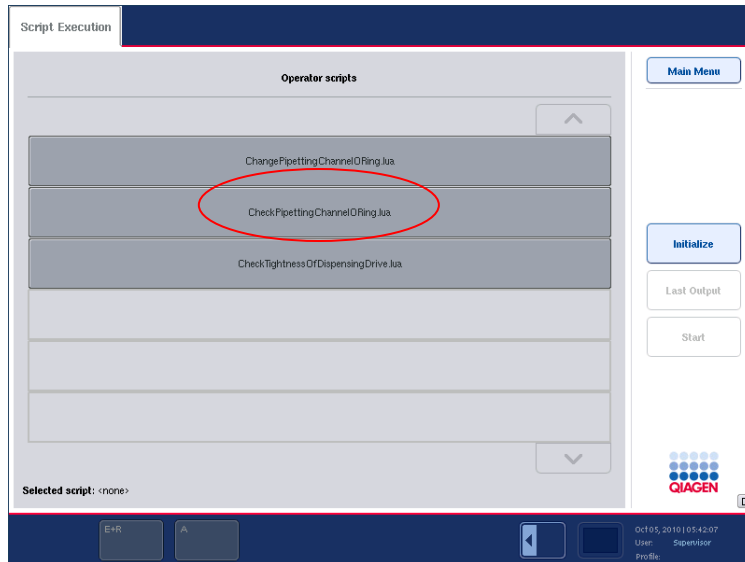 Script Execution
Operator scripts
Main Menu
ChangePipettingChannelORing.lua
CheckPipettingChannelORing.lua
CheckTightnessOfDispensingDrive.lua
Initialize
Last Output
Start
Selected script: <none>
QIAGEN
E+R
A
Oct 05, 2010 | 05:42:07
User: Supervisor
Profile: